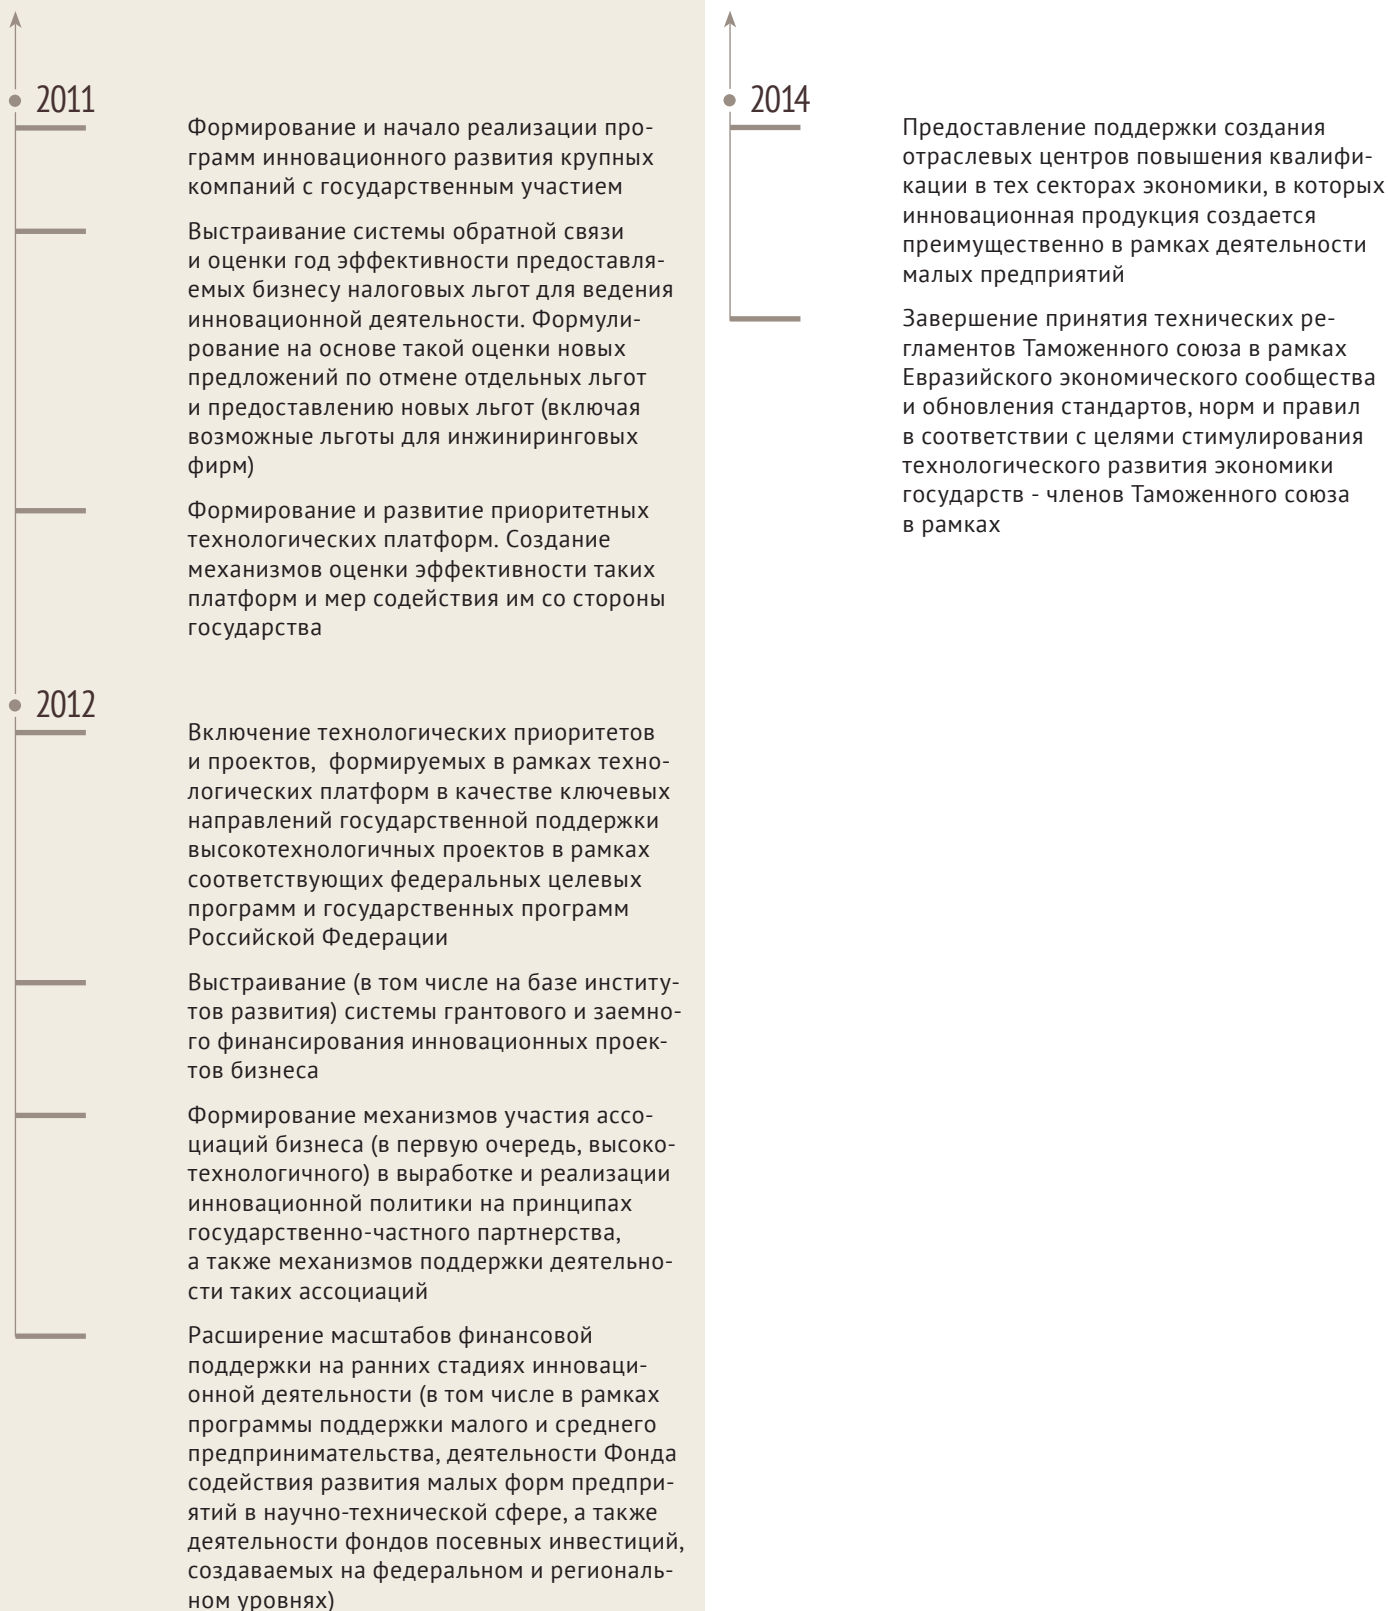 2011
Формирование и начало реализации про-
грамм инновационного развития крупных
компаний с государственным участием
Выстраивание системы обратной связи
и оценки год эффективности предоставля-
емых бизнесу налоговых льгот для ведения
инновационной деятельности. Формули-
рование на основе такой оценки новых
предложений по отмене отдельных льгот
и предоставлению новых льгот (включая
возможные льготы для инжиниринговых
фирм)
Формирование и развитие приоритетных
технологических платформ. Создание
механизмов оценки эффективности таких
платформ и мер содействия им со стороны
государства
2012
Включение технологических приоритетов
и проектов, формируемых в рамках техно-
логических платформ в качестве ключевых
направлений государственной поддержки
высокотехнологичных проектов в рамках
соответствующих федеральных целевых
программ и государственных программ
Российской Федерации
Выстраивание (в том числе на базе институ-
тов развития) системы грантового и заемно-
го финансирования инновационных проек-
тов бизнеса
Формирование механизмов участия ассо-
циаций бизнеса (в первую очередь, высоко-
технологичного) в выработке и реализации
инновационной политики на принципах
государственно-частного партнерства,
а также механизмов поддержки деятельно-
сти таких ассоциаций
Расширение масштабов финансовой
поддержки на ранних стадиях инноваци-
онной деятельности (в том числе в рамках
программы поддержки малого и среднего
предпринимательства, деятельности Фонда
содействия развития малых форм предпри-
ятий в научно-технической сфере, а также
деятельности фондов посевных инвестиций,
создаваемых на федеральном и региональ-
ном уровнях)
2014
Предоставление поддержки создания
отраслевых центров повышения квалифи-
кации в тех секторах экономики, в которых
инновационная продукция создается
преимущественно в рамках деятельности
малых предприятий
Завершение принятия технических ре-
гламентов Таможенного союза в рамках
Евразийского экономического сообщества
и обновления стандартов, норм и правил
в соответствии с целями стимулирования
технологического развития экономики
государств - членов Таможенного союза
в рамках